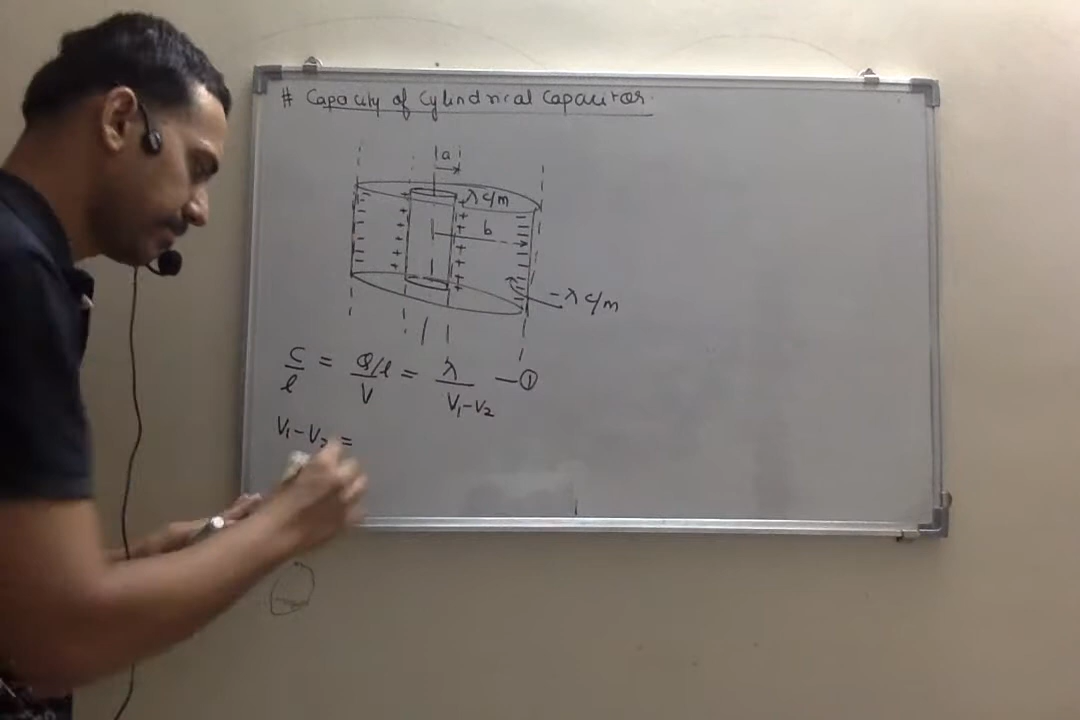 # Capacity of Cylindrical Capacitor.
a
λ c/m
b
- λ c/m
C/l = Q/l / V = λ / V₁-V₂ —①
V₁-V₂ =